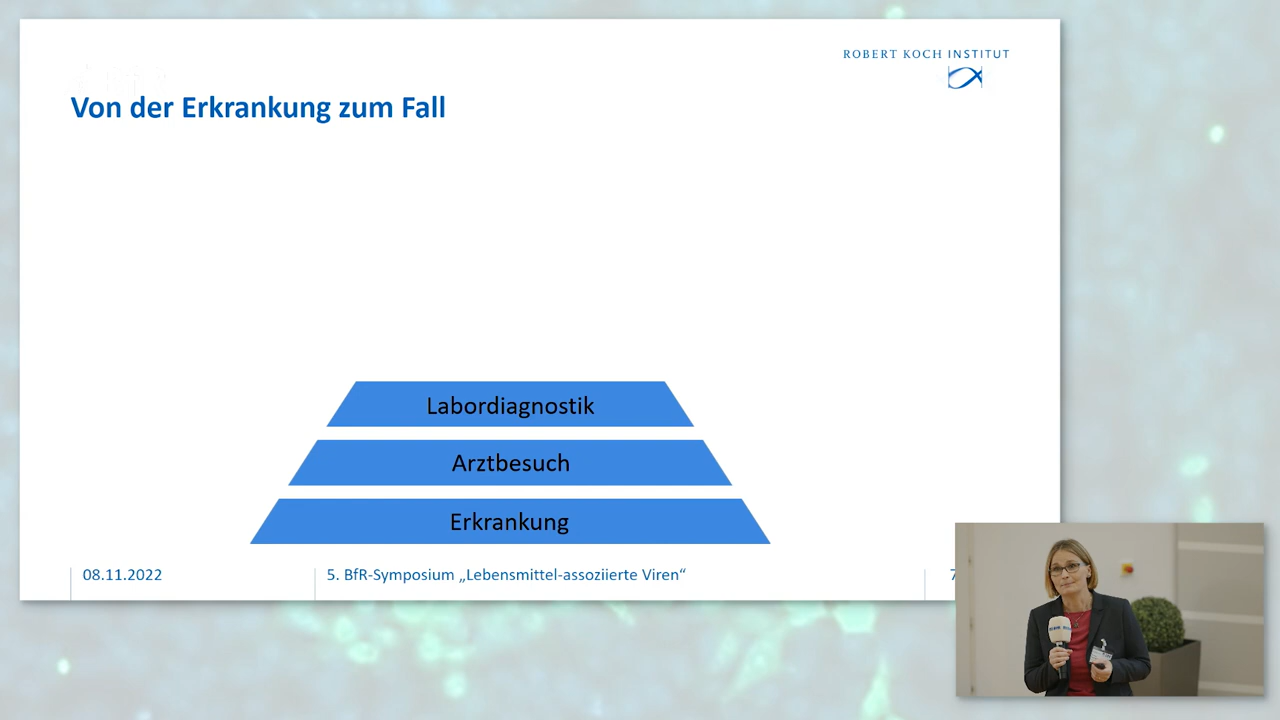 ROBERT KOCH INSTITUT
Von der Erkrankung zum Fall
Labordiagnostik
Arztbesuch
Erkrankung
08.11.2022
5. BfR-Symposium „Lebensmittel-assoziierte Viren“
7